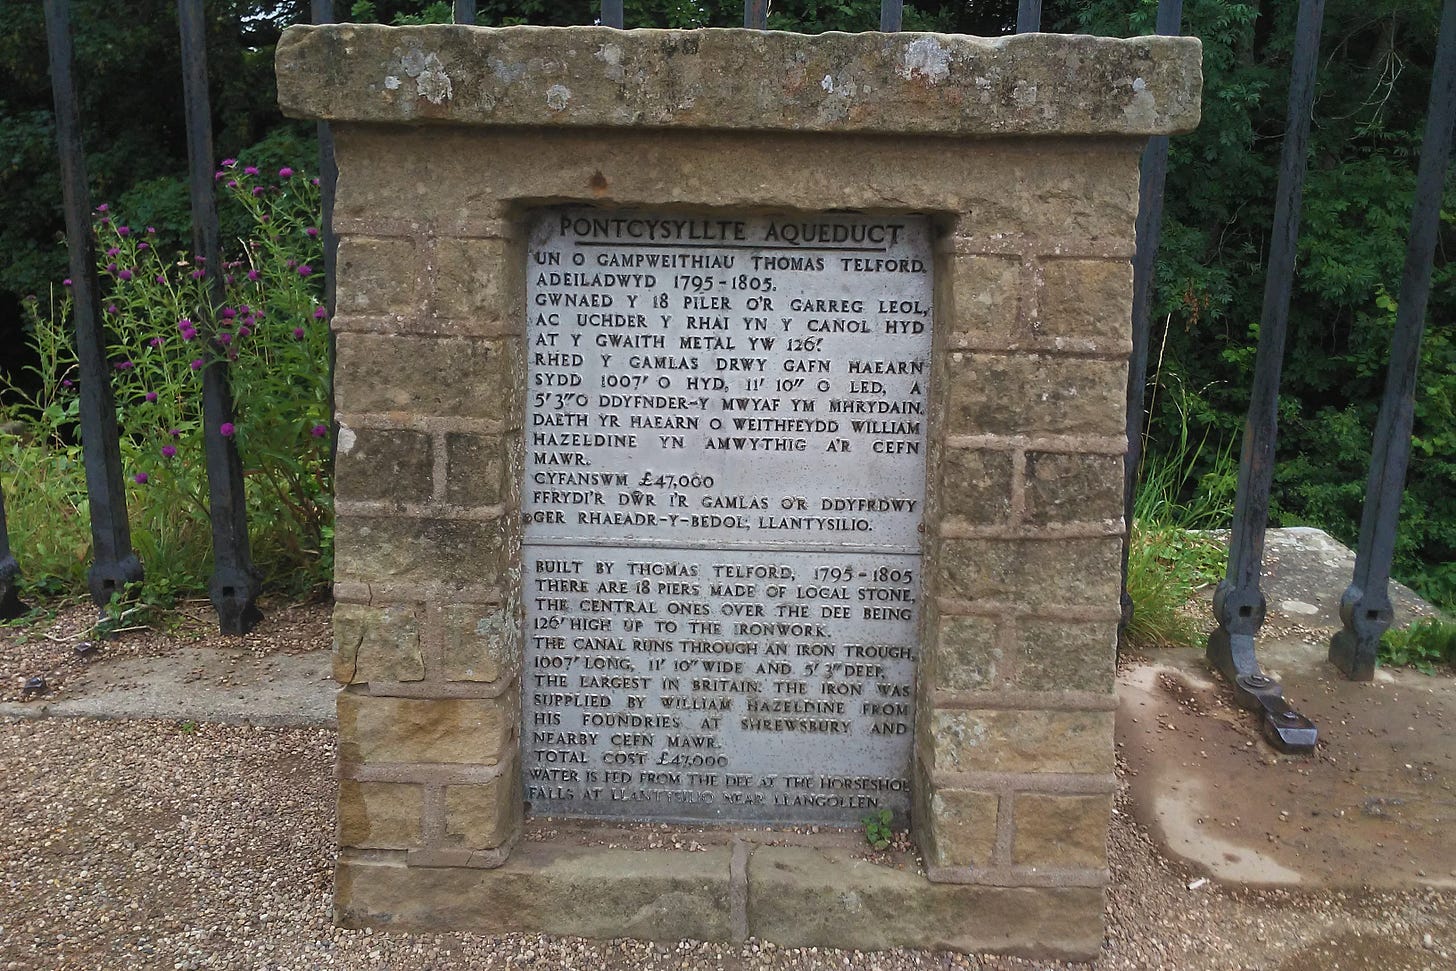 PONTCYSYLLTE AQUEDUCT
UN O GAMPWEITHIAU THOMAS TELFORD.
ADEILADWYD 1795-1805.
GWNAED Y 18 PILER O'R GARREG LEOL,
AC UCHDER Y RHAI YN Y CANOL HYD
AT Y GWAITH METAL YW 126'.
RHED Y GAMLAS DRWY GAFN HAEARN
SYDD 1007' O HYD, 11' 10" O LED, A
5' 3" O DDYFNDER-Y MWYAF YM MHRYDAIN.
DAETH YR HAEARN O WEITHFEYDD WILLIAM
HAZELDINE YN AMWYTHIG A'R CEFN
MAWR.
CYFANSWM £47,000
FFRYDI'R DŴR I'R GAMLAS O'R DDYFRDWY
GER RHAEADR-Y-BEDOL, LLANTYSILIO.
BUILT BY THOMAS TELFORD, 1795-1805
THERE ARE 18 PIERS MADE OF LOCAL STONE,
THE CENTRAL ONES OVER THE DEE BEING
126' HIGH UP TO THE IRONWORK.
THE CANAL RUNS THROUGH AN IRON TROUGH,
1007' LONG, 11' 10" WIDE AND 5' 3" DEEP.
THE LARGEST IN BRITAIN. THE IRON WAS
SUPPLIED BY WILLIAM HAZELDINE FROM
HIS FOUNDRIES AT SHREWSBURY AND
NEARBY CEFN MAWR.
TOTAL COST £47,000
WATER IS FED FROM THE DEE AT THE HORSESHOE
FALLS AT LLANTYSILIO NEAR LLANGOLLEN.